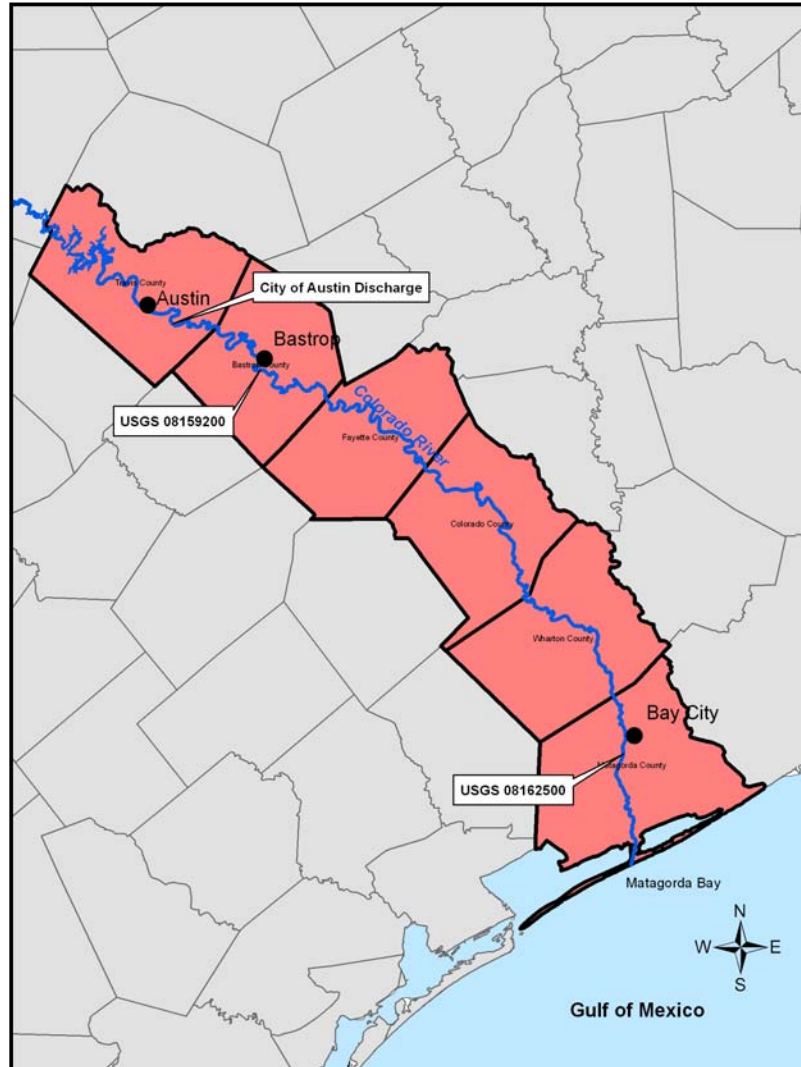 City of Austin Discharge
Travis County
Austin
Bastrop
Bastrop County
USGS 08159200
Colorado River
Fayette County
Colorado County
Wharton County
Bay City
Matagorda County
USGS 08162500
Matagorda Bay
N
W E
S
Gulf of Mexico